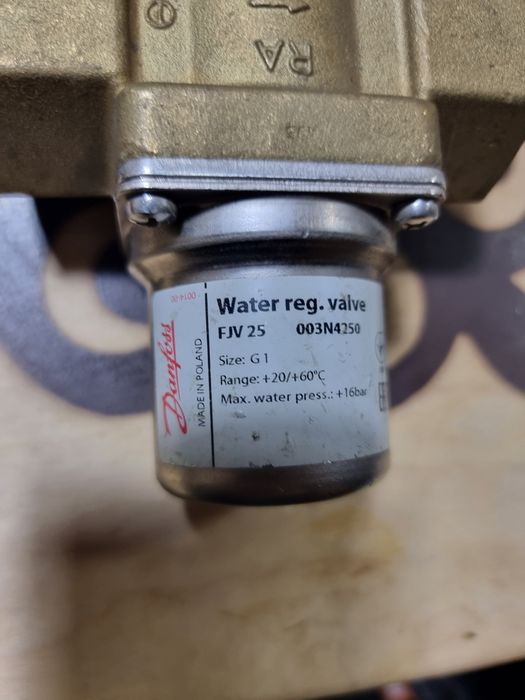 RA
Water reg. valve
FJV 25 003N4250
Size: G 1
Range: +20/+60°C
Max. water press.: +16bar
Danfoss
MADE IN POLAND